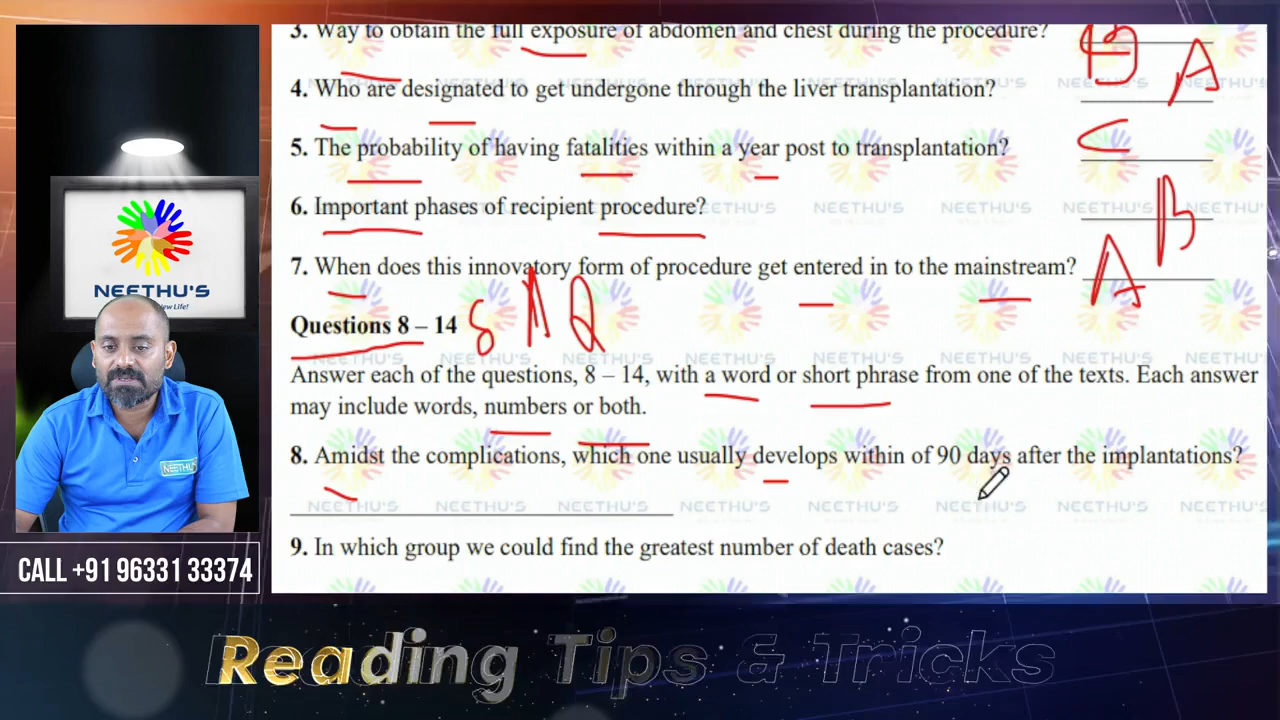 3. Way to obtain the full exposure of abdomen and chest during the procedure?
B
A
4. Who are designated to get undergone through the liver transplantation?
5. The probability of having fatalities within a year post to transplantation?
C
6. Important phases of recipient procedure?
B
7. When does this innovatory form of procedure get entered in to the mainstream?
A
Questions 8 – 14
SAQ
Answer each of the questions, 8 – 14, with a word or short phrase from one of the texts. Each answer
may include words, numbers or both.
8. Amidst the complications, which one usually develops within of 90 days after the implantations?
9. In which group we could find the greatest number of death cases?
NEETHU'S
New Life!
NEETHU'S
CALL +91 96331 33374
Reading Tips & Tricks